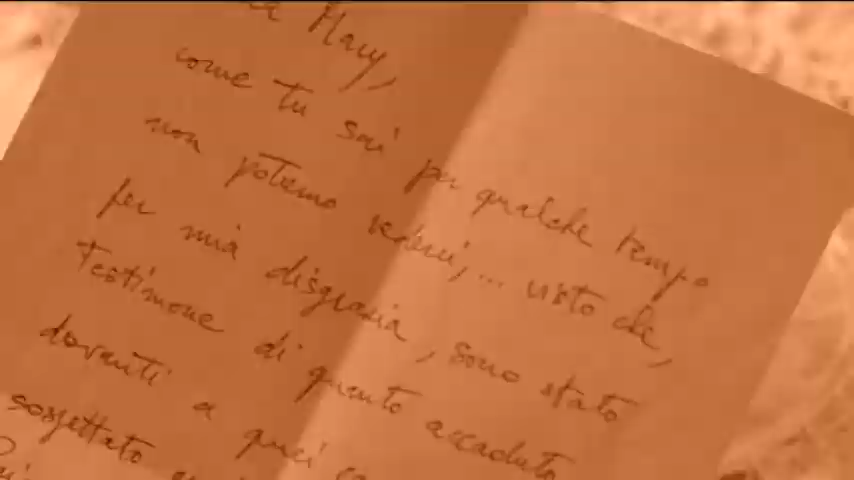 Mary,
come tu sai per qualche tempo
non potremo vederci,... visto che,
per mia disgrazia, sono stato
testimone di quanto accaduto
davanti a quei
sospettato